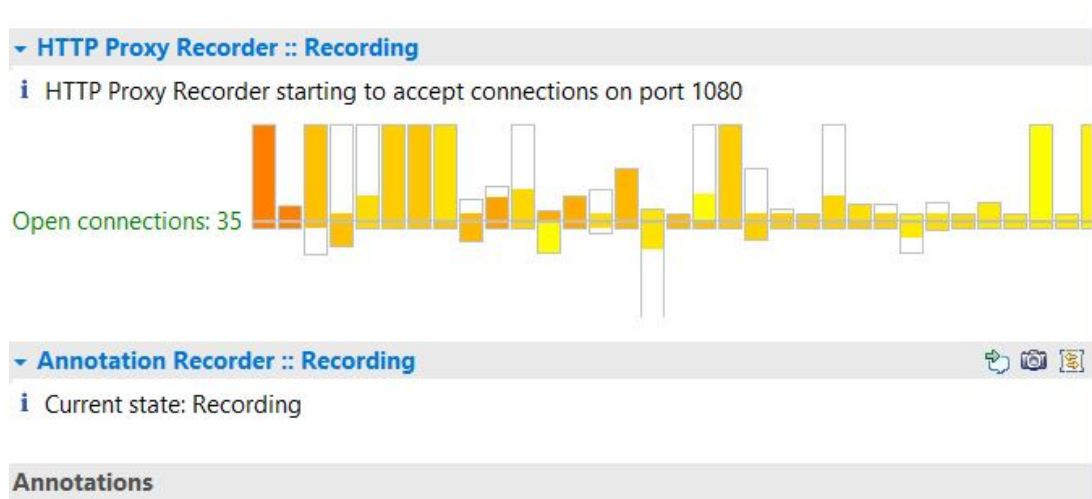 HTTP Proxy Recorder :: Recording
i HTTP Proxy Recorder starting to accept connections on port 1080
Open connections: 35
Annotation Recorder :: Recording
i Current state: Recording
Annotations